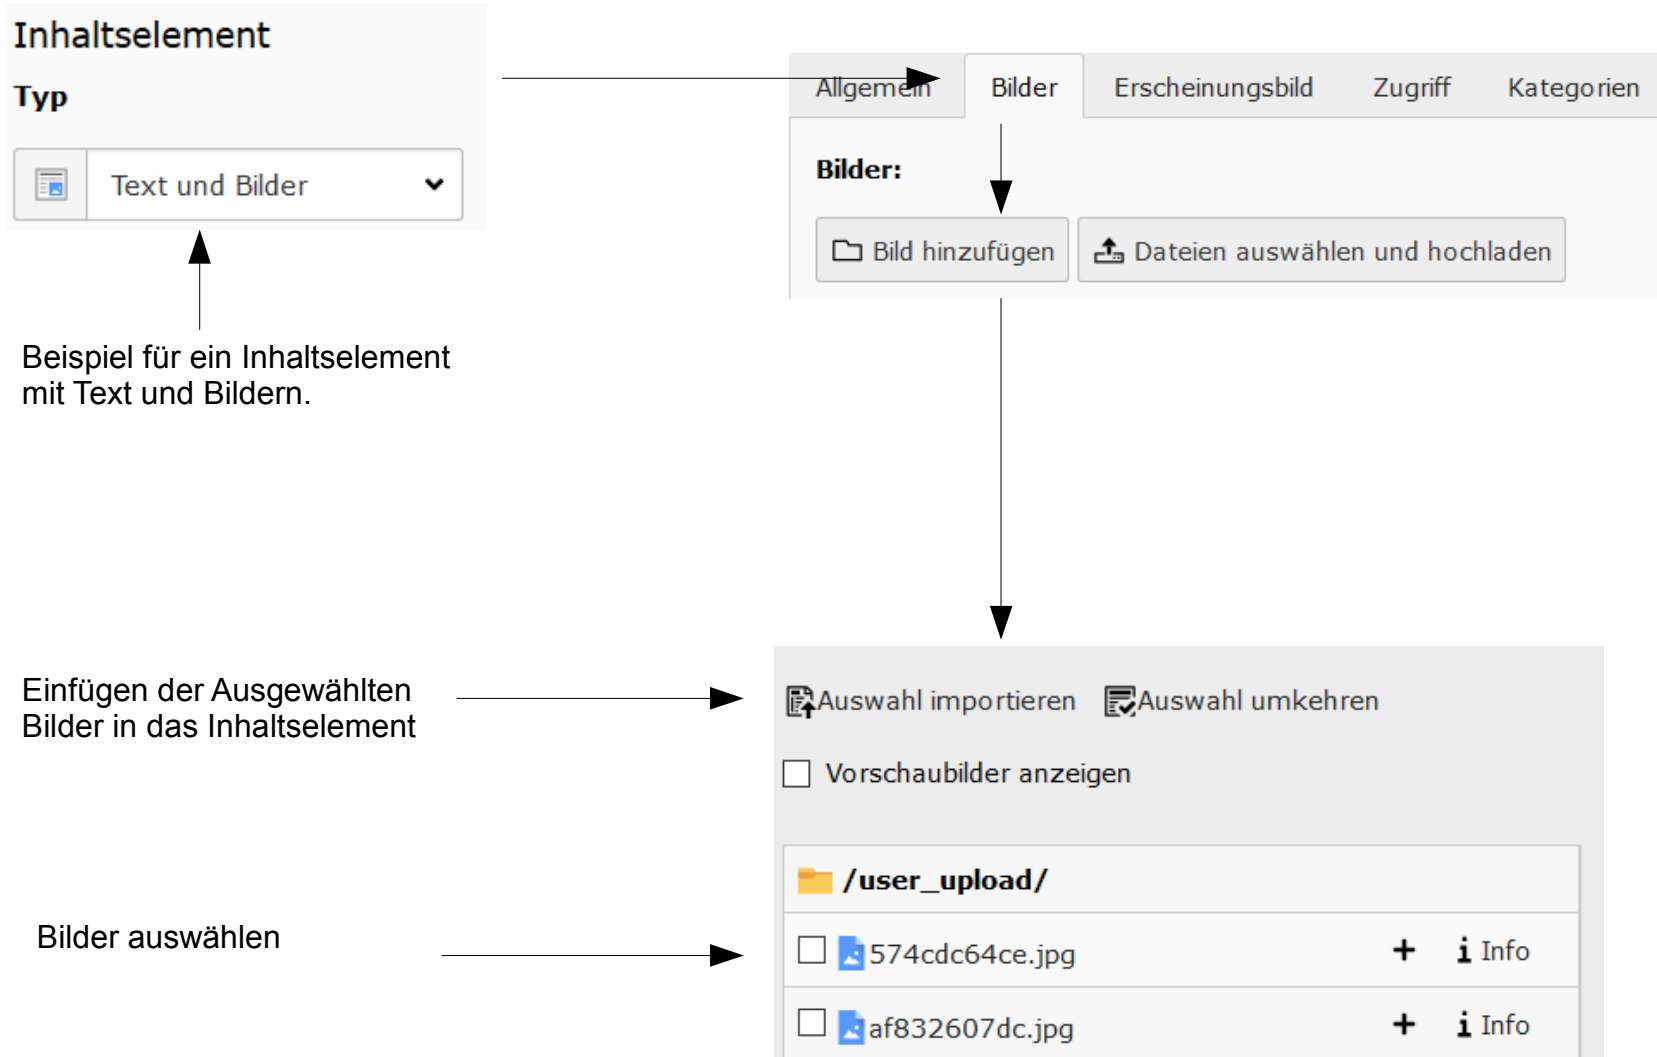 Inhaltselement
Typ
Text und Bilder
Beispiel für ein Inhaltselement
mit Text und Bildern.
Allgemein Bilder Erscheinungsbild Zugriff Kategorien
Bilder:
Bild hinzufügen Dateien auswählen und hochladen
Einfügen der Ausgewählten
Bilder in das Inhaltselement
Auswahl importieren Auswahl umkehren
Vorschaubilder anzeigen
/user_upload/
Bilder auswählen
574cdc64ce.jpg + i Info
af832607dc.jpg + i Info